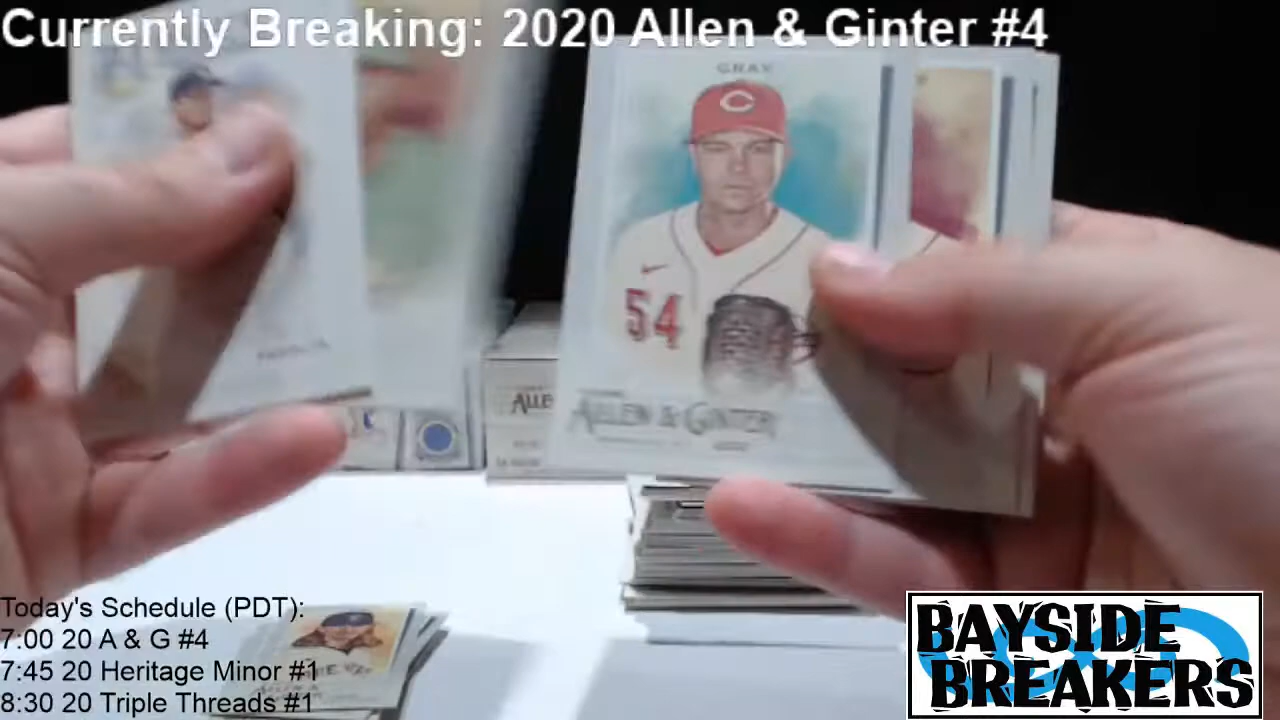 Currently Breaking: 2020 Allen & Ginter #4
GRAY
54
ALLEN & GINTER
ALLE
Today's Schedule (PDT):
7:00 20 A & G #4
7:45 20 Heritage Minor #1
8:30 20 Triple Threads #1
BAYSIDE
BREAKERS